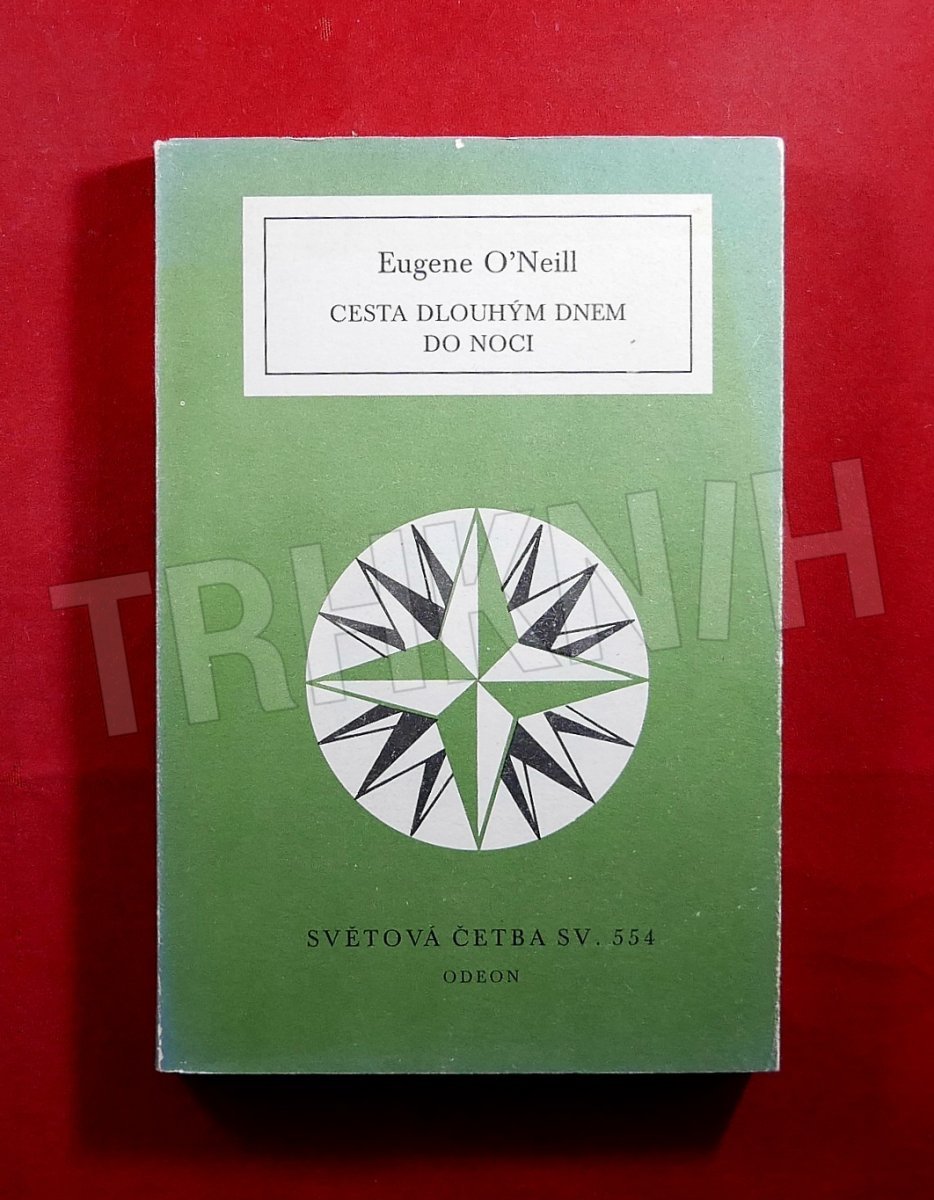 Eugene O’Neill
CESTA DLOUHÝM DNEM
DO NOCI
TRHKNIH
SVĚTOVÁ ČETBA SV. 554
ODEON